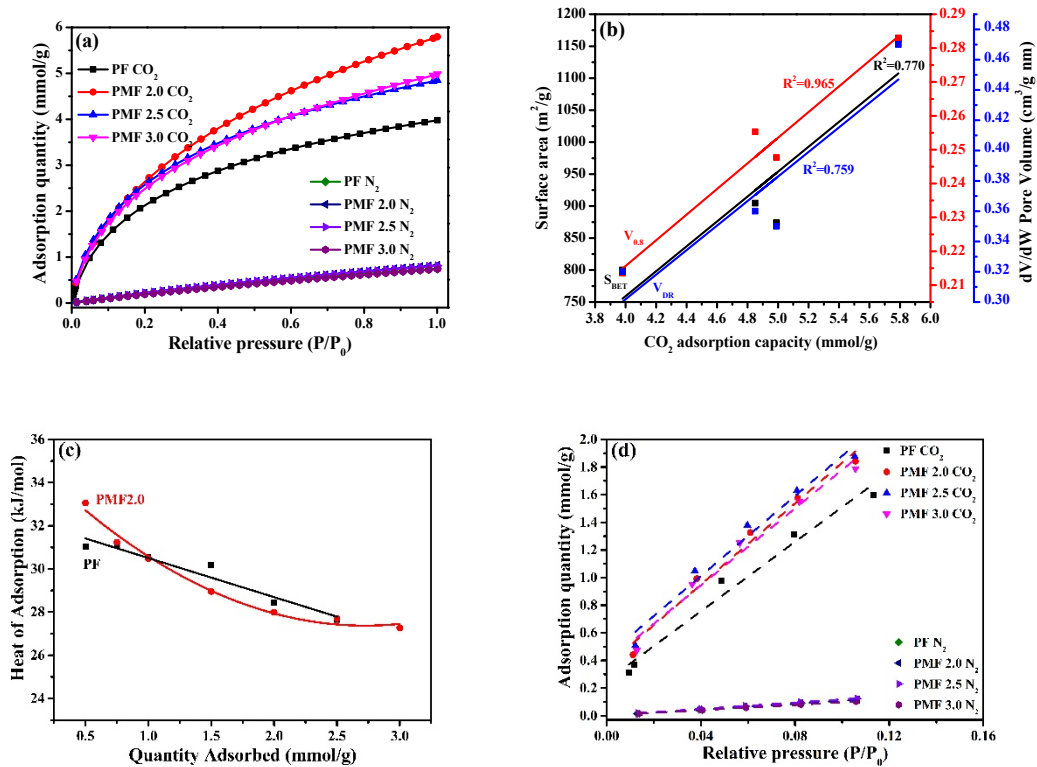 (a)
PF CO2
PMF 2.0 CO2
PMF 2.5 CO2
PMF 3.0 CO2
PF N2
PMF 2.0 N2
PMF 2.5 N2
PMF 3.0 N2
Adsorption quantity (mmol/g)
6
5
4
3
2
1
0
0.0 0.2 0.4 0.6 0.8 1.0
Relative pressure (P/P0)
(b)
R²=0.965
R²=0.770
R²=0.759
V0.8
SBET
VDR
Surface area (m²/g)
1200
1150
1100
1050
1000
950
900
850
800
750
3.8 4.0 4.2 4.4 4.6 4.8 5.0 5.2 5.4 5.6 5.8 6.0
CO2 adsorption capacity (mmol/g)
0.29
0.28
0.27
0.26
0.25
0.24
0.23
0.22
0.21
0.48
0.46
0.44
0.42
0.40
0.38
0.36
0.34
0.32
0.30
dV/dW Pore Volume (cm³/g nm)
(c)
PMF2.0
PF
Heat of Adsorption (kJ/mol)
36
34
32
30
28
26
24
0.5 1.0 1.5 2.0 2.5 3.0
Quantity Adsorbed (mmol/g)
(d)
PF CO2
PMF 2.0 CO2
PMF 2.5 CO2
PMF 3.0 CO2
PF N2
PMF 2.0 N2
PMF 2.5 N2
PMF 3.0 N2
Adsorption quantity (mmol/g)
2.0
1.8
1.6
1.4
1.2
1.0
0.8
0.6
0.4
0.2
0.0
0.00 0.04 0.08 0.12 0.16
Relative pressure (P/P0)